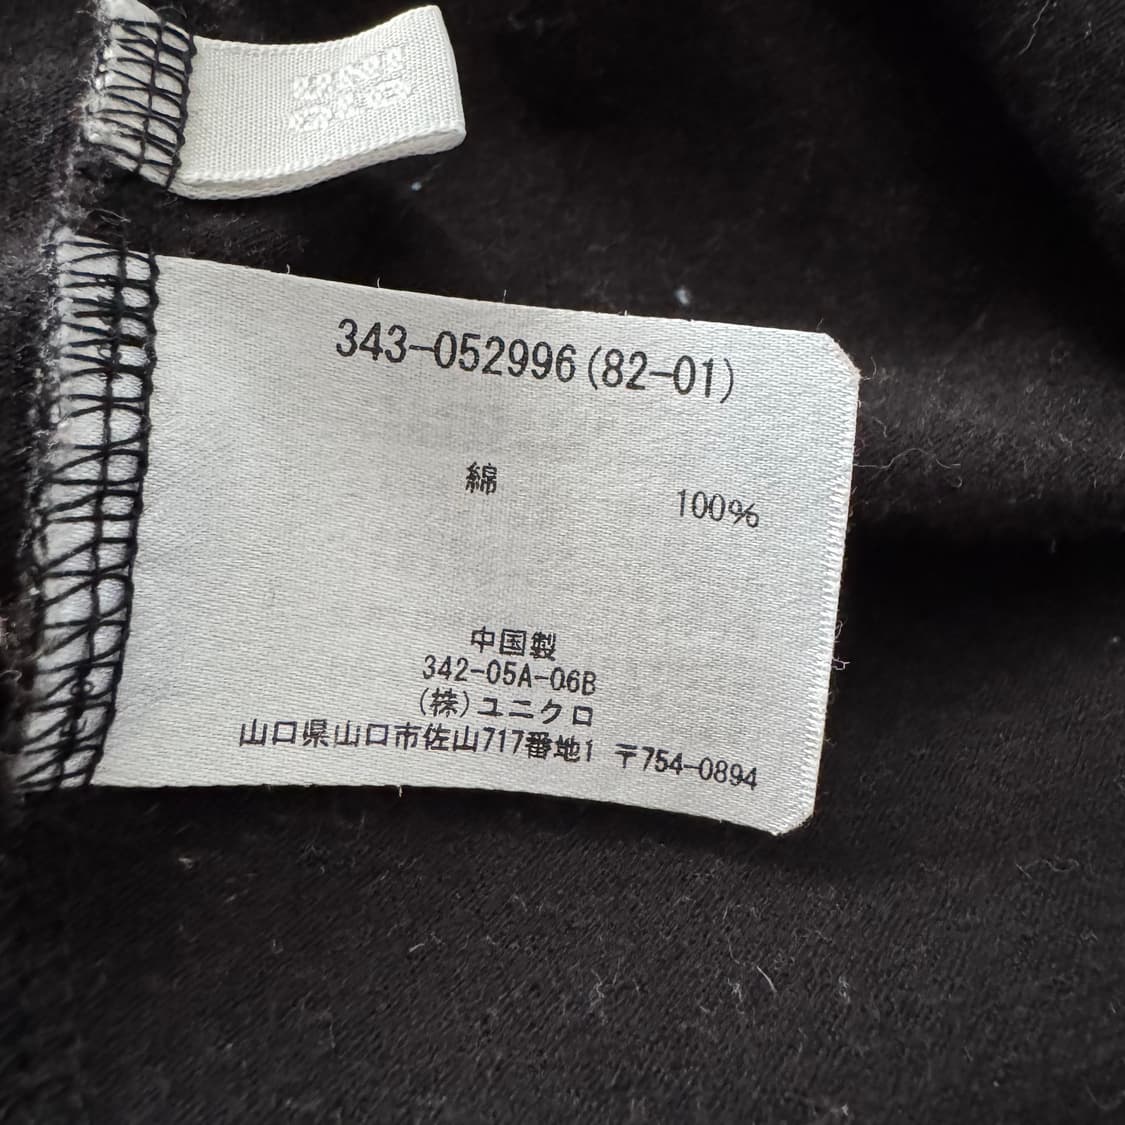 343-052996(82-01)
綿 100%
中国製
342-05A-06B
(株)ユニクロ
山口県山口市佐山717番地1 〒754-0894